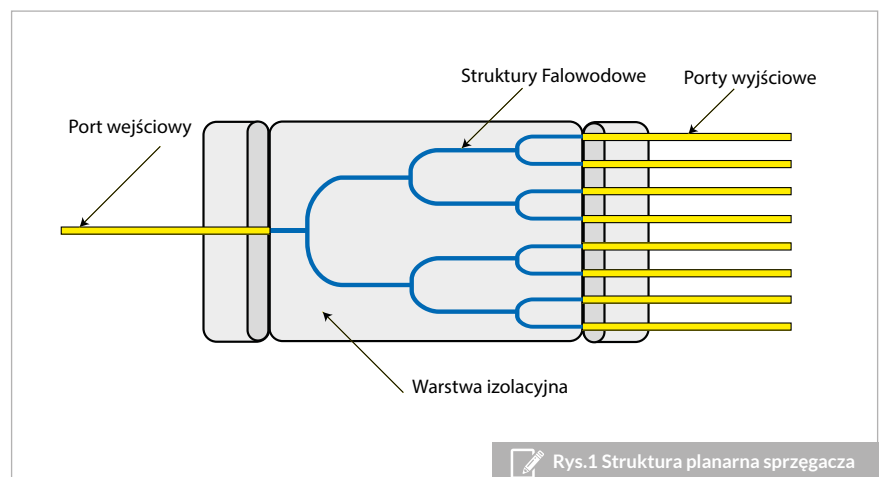 Struktury Falowodowe
Porty wyjściowe
Port wejściowy
Warstwa izolacyjna
Rys.1 Struktura planarna sprzęgacza